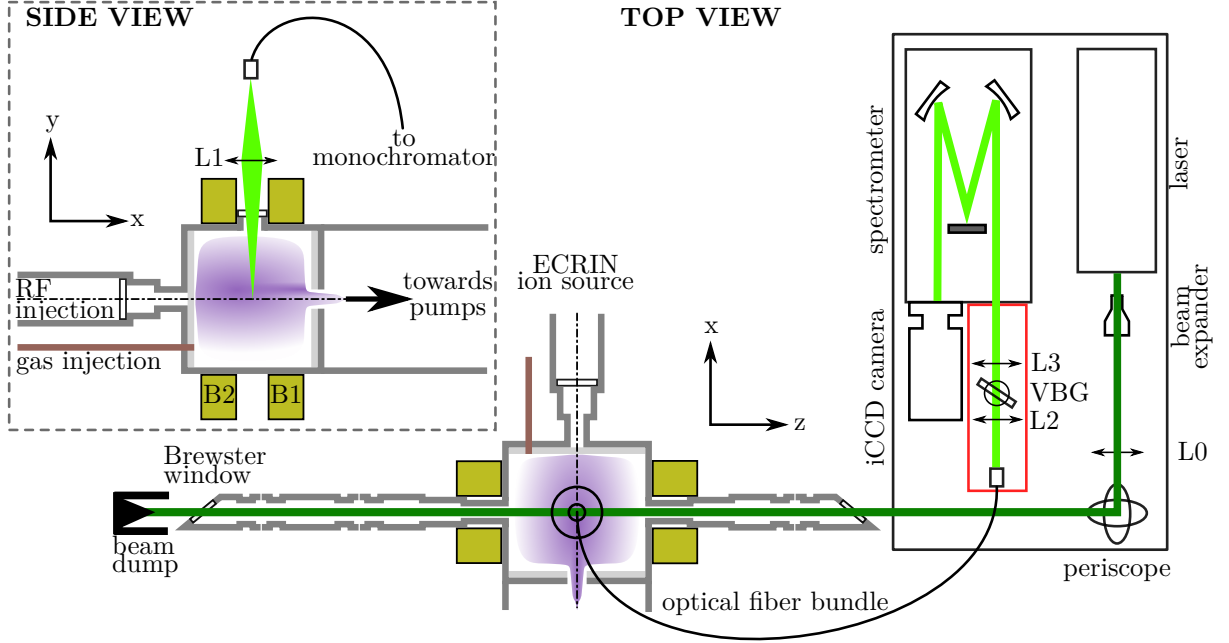 SIDE VIEW
y
x
L1
to
monochromator
RF
injection
gas injection
towards
pumps
B2
B1
TOP VIEW
ECRIN
ion source
x
z
Brewster
window
beam
dump
optical fiber bundle
spectrometer
iCCD camera
laser
beam
expander
L3
VBG
L2
L0
periscope